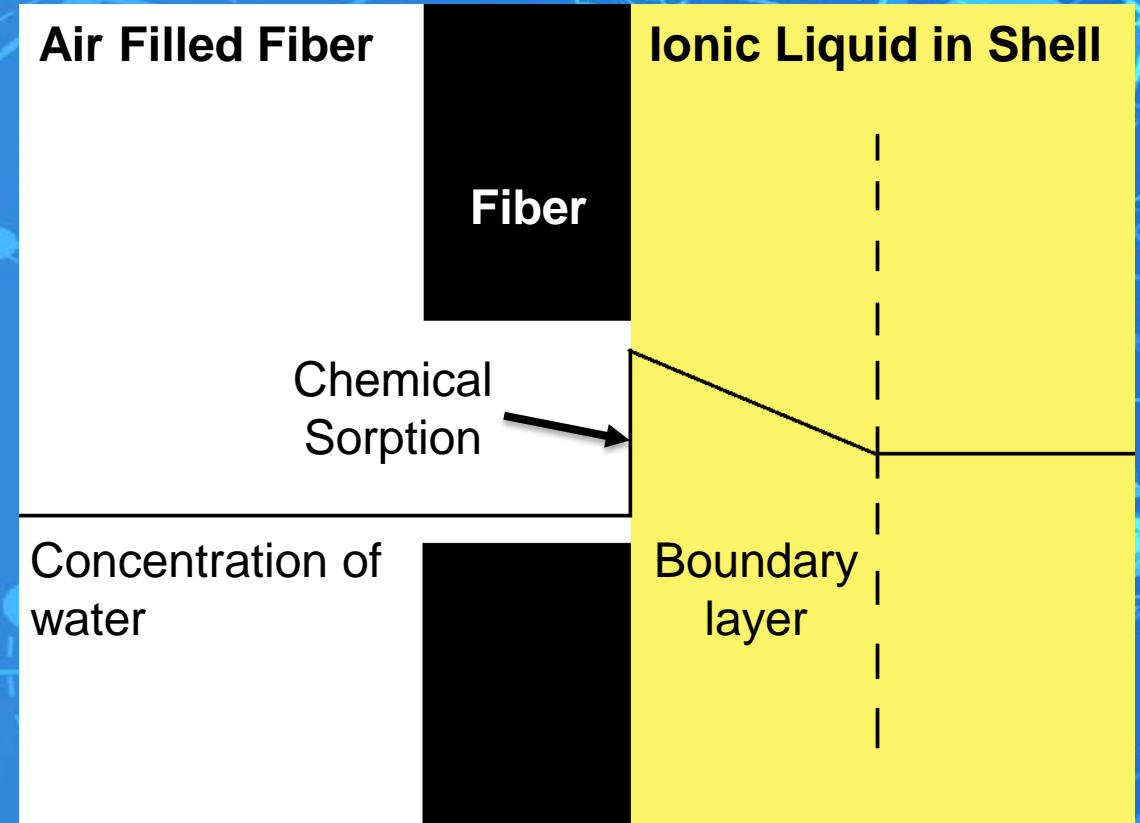 Air Filled Fiber
Ionic Liquid in Shell
Fiber
Chemical
Sorption
Concentration of
water
Boundary
layer